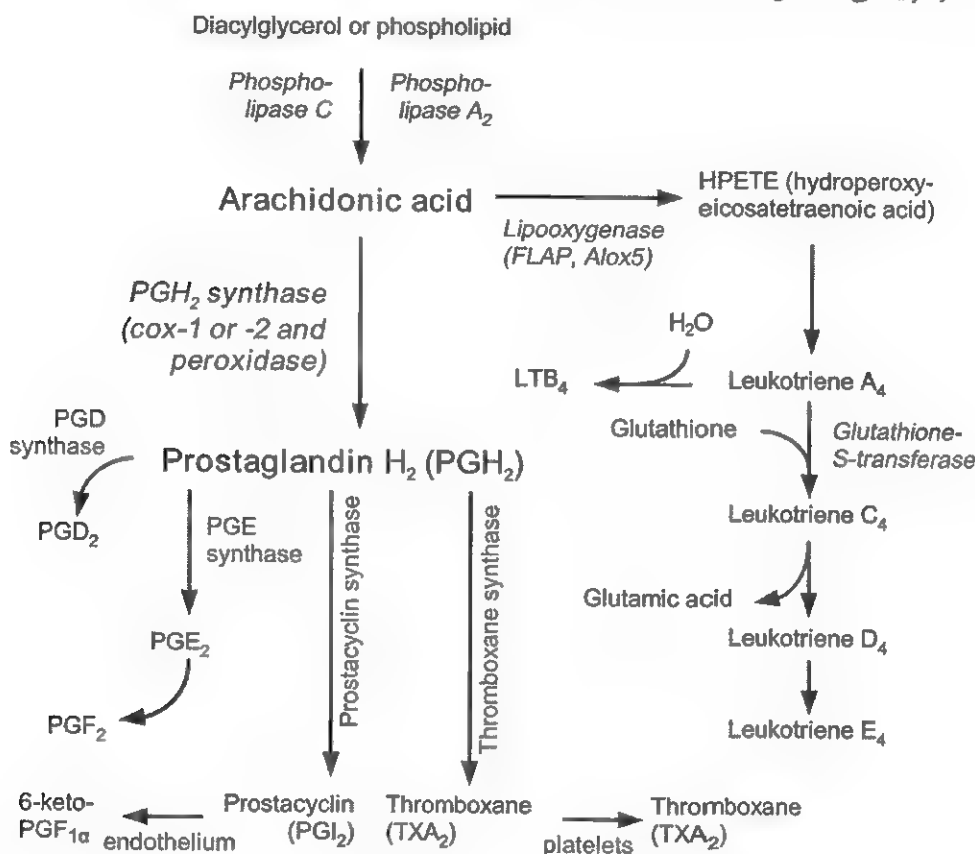 Diacylglycerol or phospholipid
Phospho-
lipase C
Phospho-
lipase A₂
Arachidonic acid
HPETE (hydroperoxy-
eicosatetraenoic acid)
Lipooxygenase
(FLAP, Alox5)
PGH₂ synthase
(cox-1 or -2 and
peroxidase)
H₂O
LTB₄
Leukotriene A₄
Glutathione
Glutathione-
S-transferase
PGD
synthase
Prostaglandin H₂ (PGH₂)
PGD₂
PGE
synthase
Prostacyclin synthase
Thromboxane synthase
Leukotriene C₄
Glutamic acid
PGE₂
Leukotriene D₄
PGF₂
Leukotriene E₄
6-keto-
PGF₁α
endothelium
Prostacyclin
(PGI₂)
Thromboxane
(TXA₂)
platelets
Thromboxane
(TXA₂)